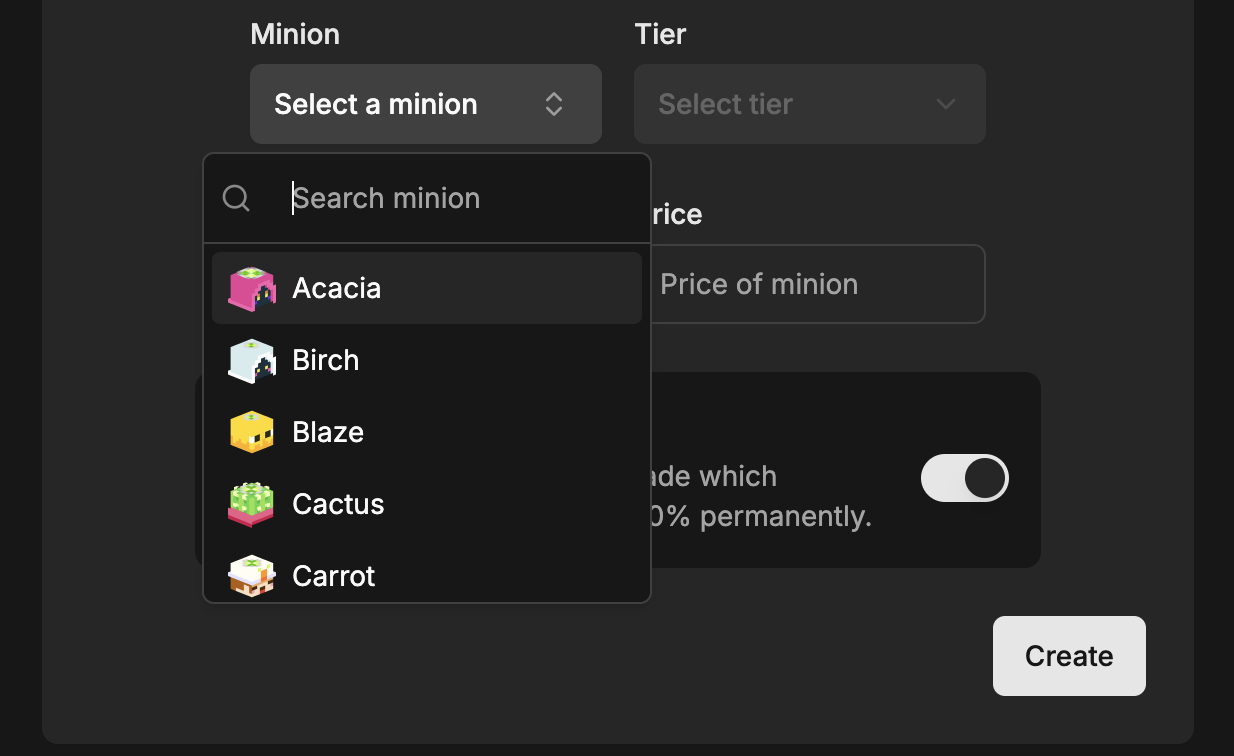 Minion
Tier
Select a minion
Select tier
Search minion
rice
Price of minion
Acacia
Birch
Blaze
Cactus
Carrot
ade which
0% permanently.
Create